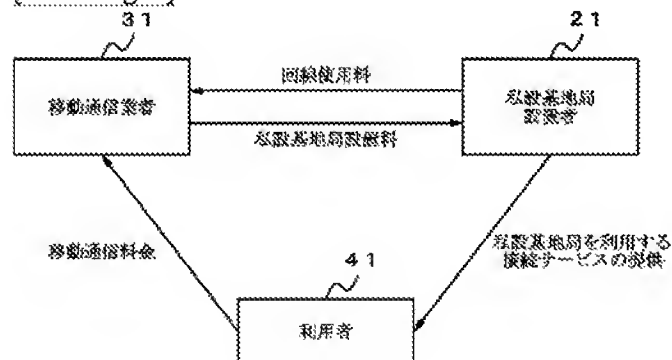 31
21
回線使用料
移動通信業者
私設基地局
設置者
私設基地局設置料
移動通信料金
私設基地局を利用する
接続サービスの提供
41
利用者